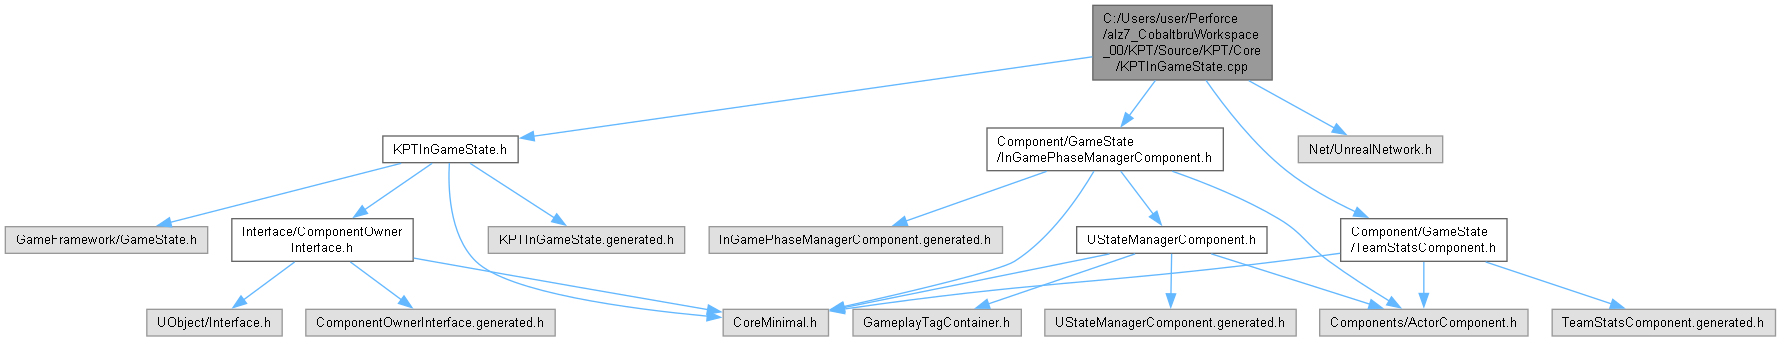 C:/Users/user/Perforce
/alz7_CobaltbruWorkspace
_00/KPT/Source/KPT/Core
/KPTInGameState.cpp
KPTInGameState.h
Component/GameState
/InGamePhaseManagerComponent.h
Net/UnrealNetwork.h
GameFramework/GameState.h
Interface/ComponentOwner
Interface.h
KPTInGameState.generated.h
InGamePhaseManagerComponent.generated.h
UStateManagerComponent.h
Component/GameState
/TeamStatsComponent.h
UObject/Interface.h
ComponentOwnerInterface.generated.h
CoreMinimal.h
GameplayTagContainer.h
UStateManagerComponent.generated.h
Components/ActorComponent.h
TeamStatsComponent.generated.h